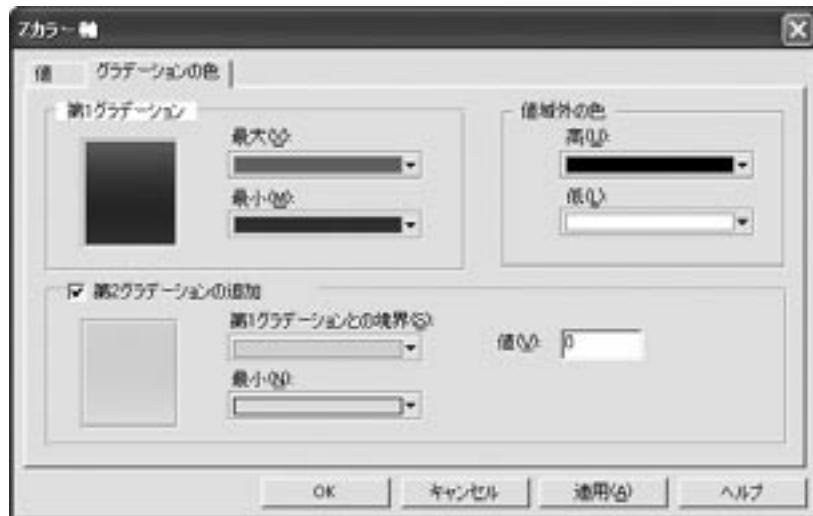 Zカラー軸
値
グラデーションの色
第1グラデーション
最大(X):
最小(M):
値域外の色
高(U):
低(L):
第2グラデーションの追加
第1グラデーションとの境界(S):
値(V): 0
最小(N):
OK
キャンセル
適用(A)
ヘルプ